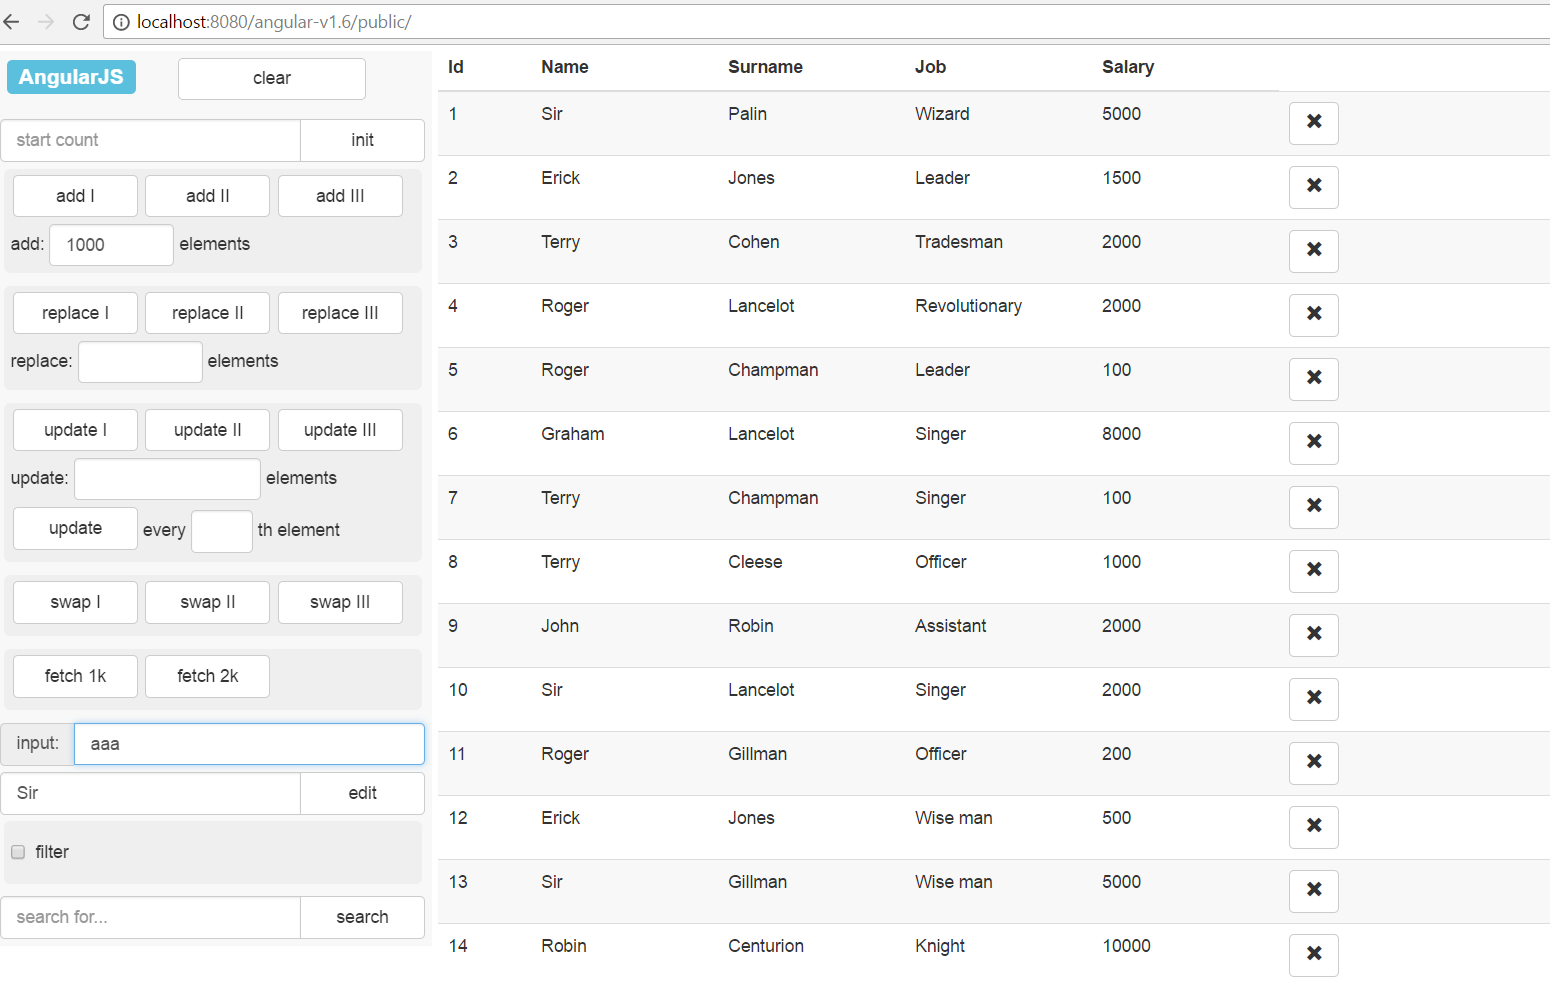 localhost:8080/angular-v1.6/public/
AngularJS clear
start count init
add I add II add III
add: 1000 elements
replace I replace II replace III
replace: elements
update I update II update III
update: elements
update every th element
swap I swap II swap III
fetch 1k fetch 2k
input: aaa
Sir edit
filter
search for... search
Id Name Surname Job Salary
1 Sir Palin Wizard 5000
2 Erick Jones Leader 1500
3 Terry Cohen Tradesman 2000
4 Roger Lancelot Revolutionary 2000
5 Roger Champman Leader 100
6 Graham Lancelot Singer 8000
7 Terry Champman Singer 100
8 Terry Cleese Officer 1000
9 John Robin Assistant 2000
10 Sir Lancelot Singer 2000
11 Roger Gillman Officer 200
12 Erick Jones Wise man 500
13 Sir Gillman Wise man 5000
14 Robin Centurion Knight 10000